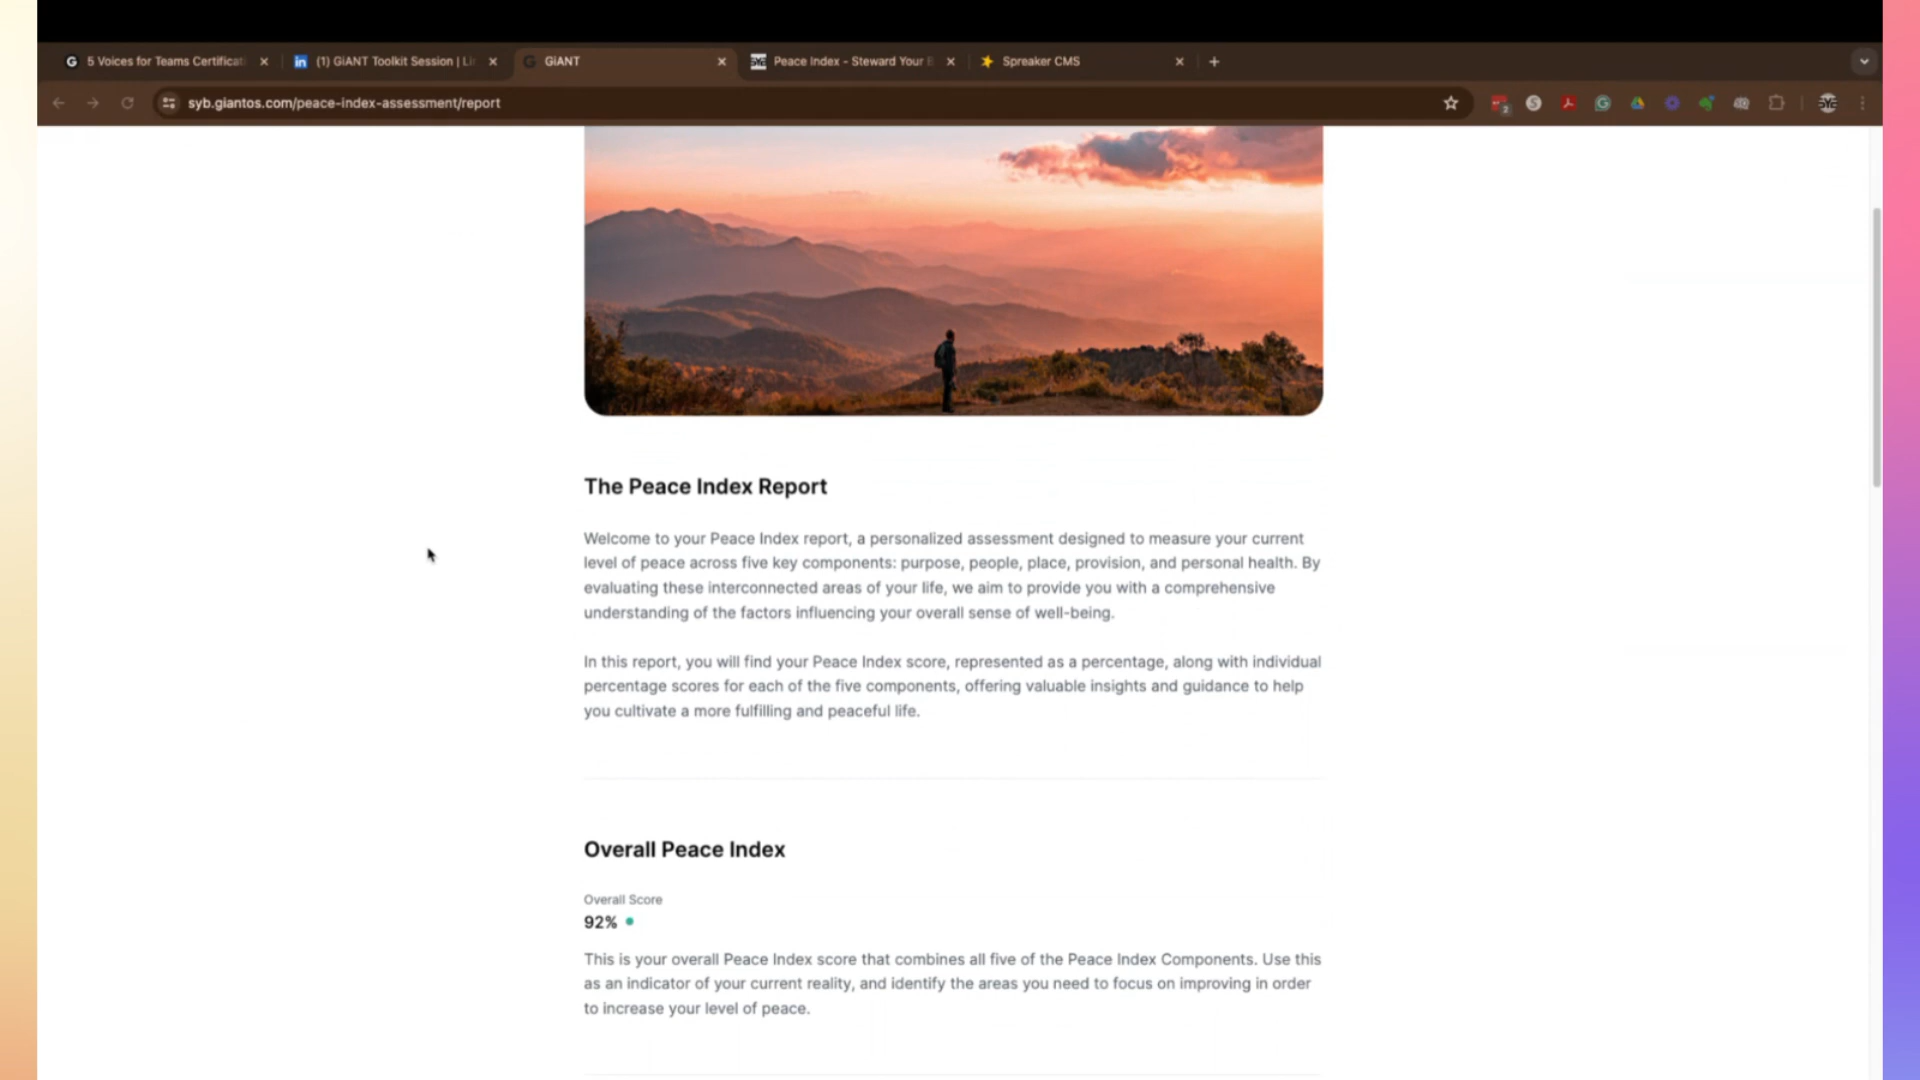 5 Voices for Teams Certificat
(1) GiANT Toolkit Session | Li
GiANT
Peace Index - Steward Your B
Spreaker CMS
syb.giantos.com/peace-index-assessment/report
2
The Peace Index Report
Welcome to your Peace Index report, a personalized assessment designed to measure your current
level of peace across five key components: purpose, people, place, provision, and personal health. By
evaluating these interconnected areas of your life, we aim to provide you with a comprehensive
understanding of the factors influencing your overall sense of well-being.
In this report, you will find your Peace Index score, represented as a percentage, along with individual
percentage scores for each of the five components, offering valuable insights and guidance to help
you cultivate a more fulfilling and peaceful life.
Overall Peace Index
Overall Score
92%
This is your overall Peace Index score that combines all five of the Peace Index Components. Use this
as an indicator of your current reality, and identify the areas you need to focus on improving in order
to increase your level of peace.